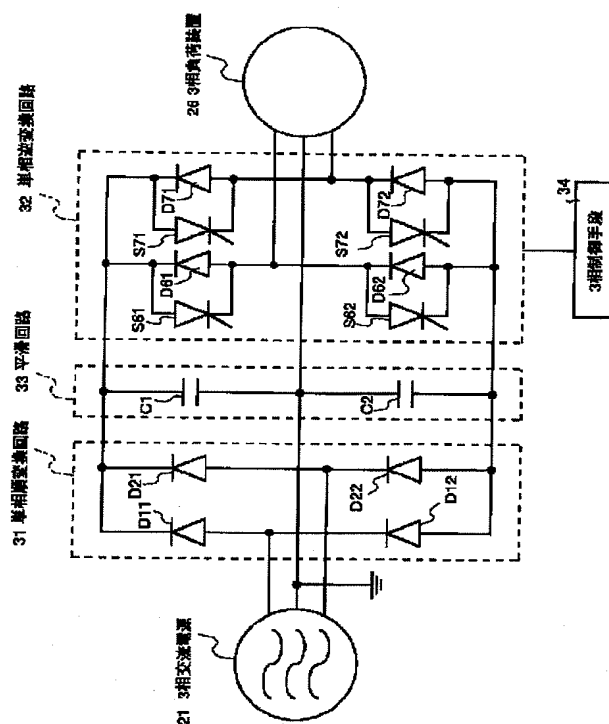 26 3相負荷装置
32 単相逆変換回路
S71
D71
S72
D72
34
3相制御手段
S61
D61
S62
D62
33 平滑回路
C1
C2
31 単相順変換回路
D21
D11
D22
D12
21 3相交流電源